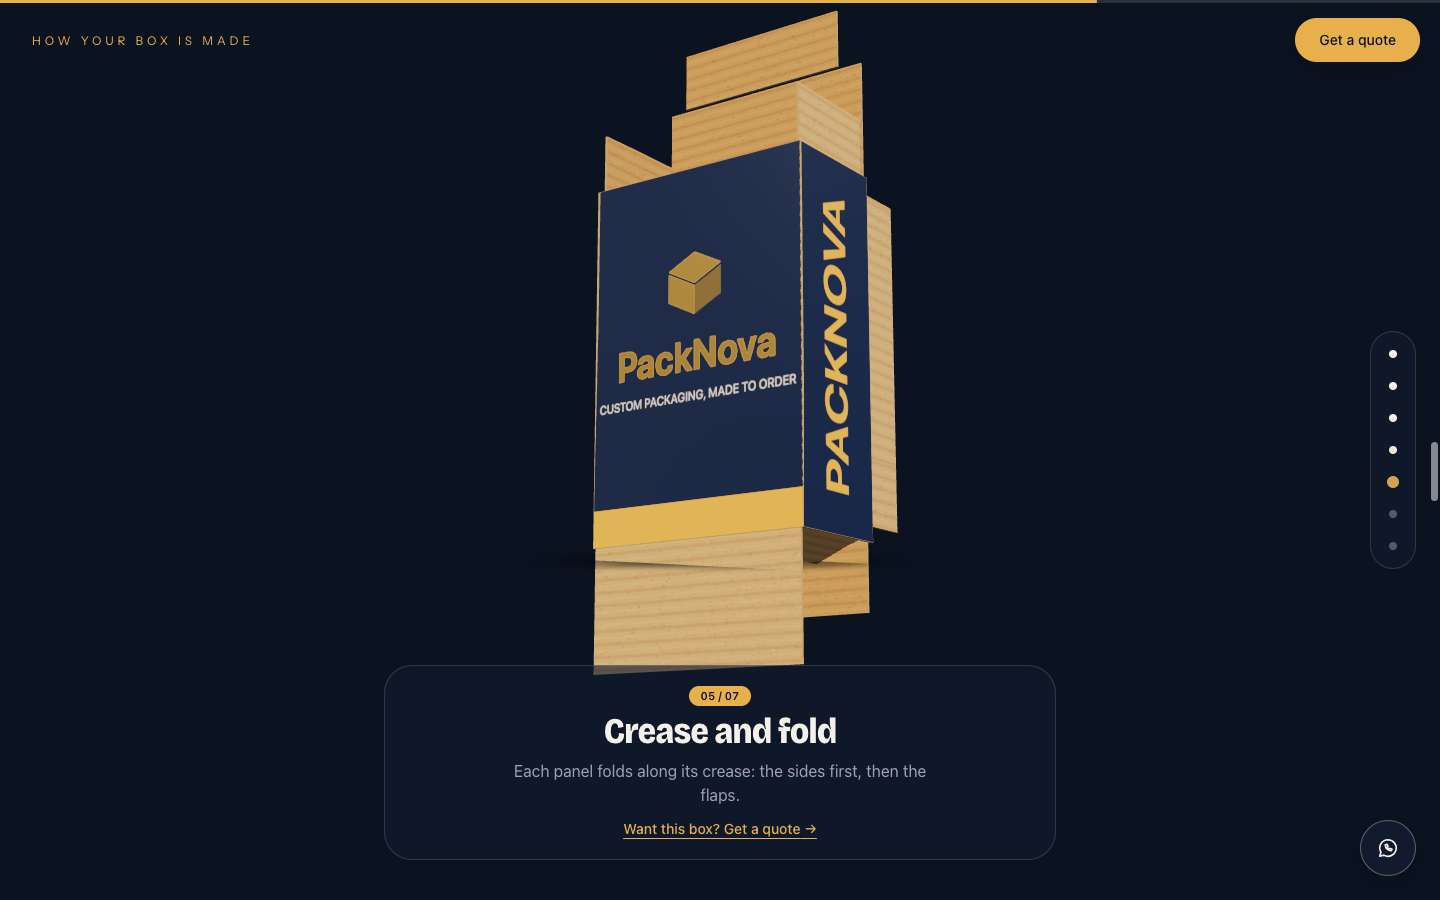 HOW YOUR BOX IS MADE
Get a quote
PackNova
CUSTOM PACKAGING, MADE TO ORDER
PACKNOVA
05 / 07
Crease and fold
Each panel folds along its crease: the sides first, then the
flaps.
Want this box? Get a quote →